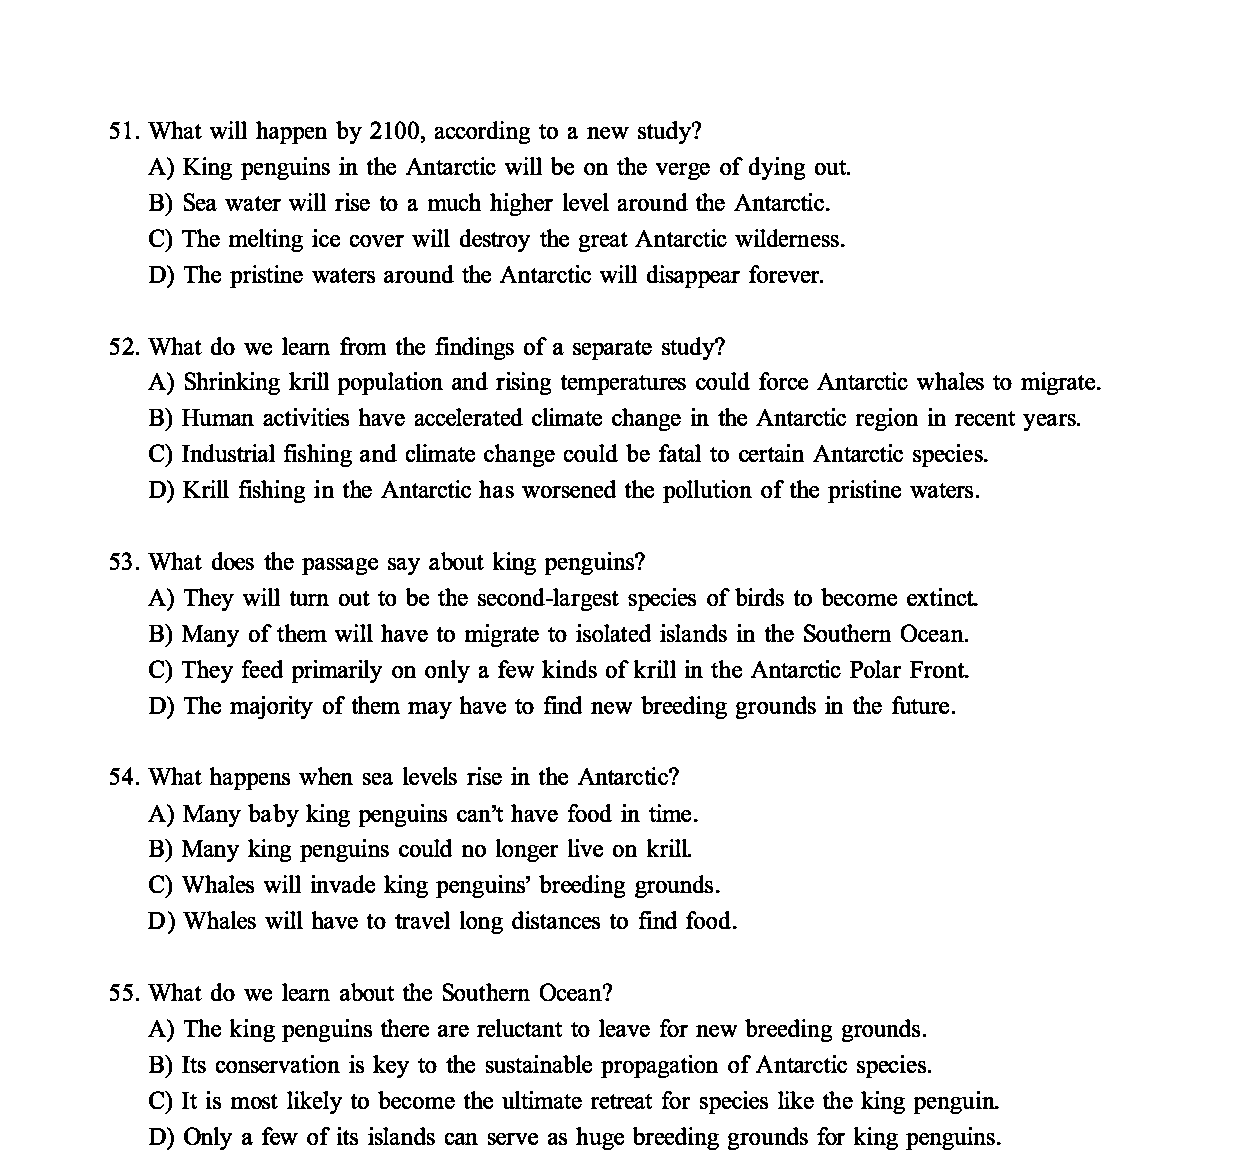 51. What will happen by 2100, according to a new study?
A) King penguins in the Antarctic will be on the verge of dying out.
B) Sea water will rise to a much higher level around the Antarctic.
C) The melting ice cover will destroy the great Antarctic wilderness.
D) The pristine waters around the Antarctic will disappear forever.
52. What do we learn from the findings of a separate study?
A) Shrinking krill population and rising temperatures could force Antarctic whales to migrate.
B) Human activities have accelerated climate change in the Antarctic region in recent years.
C) Industrial fishing and climate change could be fatal to certain Antarctic species.
D) Krill fishing in the Antarctic has worsened the pollution of the pristine waters.
53. What does the passage say about king penguins?
A) They will turn out to be the second-largest species of birds to become extinct.
B) Many of them will have to migrate to isolated islands in the Southern Ocean.
C) They feed primarily on only a few kinds of krill in the Antarctic Polar Front.
D) The majority of them may have to find new breeding grounds in the future.
54. What happens when sea levels rise in the Antarctic?
A) Many baby king penguins can't have food in time.
B) Many king penguins could no longer live on krill.
C) Whales will invade king penguins' breeding grounds.
D) Whales will have to travel long distances to find food.
55. What do we learn about the Southern Ocean?
A) The king penguins there are reluctant to leave for new breeding grounds.
B) Its conservation is key to the sustainable propagation of Antarctic species.
C) It is most likely to become the ultimate retreat for species like the king penguin.
D) Only a few of its islands can serve as huge breeding grounds for king penguins.